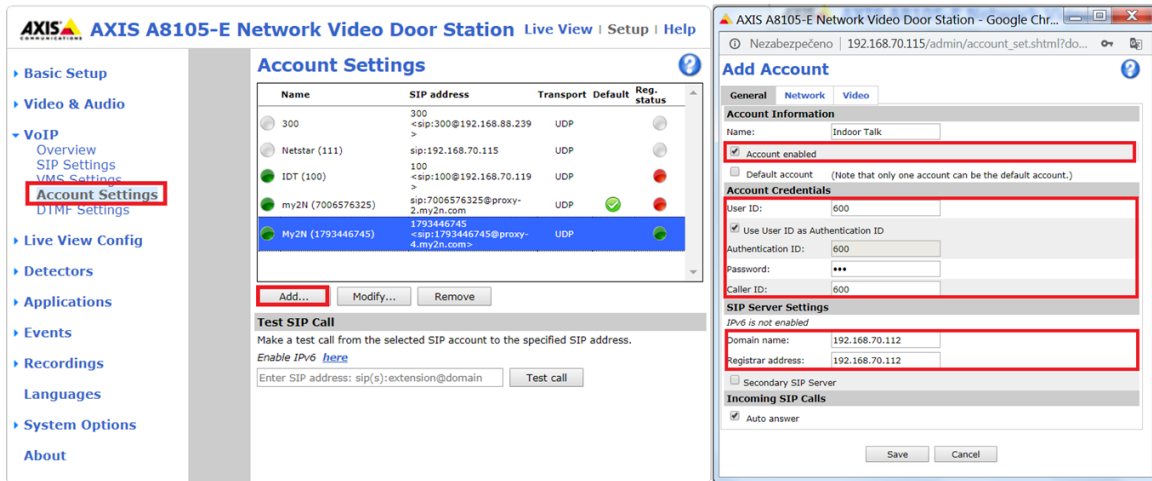 AXIS
COMMUNICATIONS
AXIS A8105-E Network Video Door Station
Live View | Setup | Help
Basic Setup
Video & Audio
VoIP
Overview
SIP Settings
VMS Settings
Account Settings
DTMF Settings
Live View Config
Detectors
Applications
Events
Recordings
Languages
System Options
About
Account Settings
?
Name SIP address Transport Default Reg. status
300 300 <sip:300@192.168.88.239> UDP
Netstar (111) sip:192.168.70.115 UDP
IDT (100) 100 <sip:100@192.168.70.119> UDP
my2N (7006576325) sip:7006576325@proxy-2.my2n.com UDP
My2N (1793446745) 1793446745 <sip:1793446745@proxy-4.my2n.com> UDP
Add... Modify... Remove
Test SIP Call
Make a test call from the selected SIP account to the specified SIP address.
Enable IPv6 here
Enter SIP address: sip(s):extension@domain Test call
AXIS A8105-E Network Video Door Station - Google Chr...
Nezabezpečeno | 192.168.70.115/admin/account_set.shtml?do...
Add Account
?
General Network Video
Account Information
Name: Indoor Talk
Account enabled
Default account (Note that only one account can be the default account.)
Account Credentials
User ID: 600
Use User ID as Authentication ID
Authentication ID: 600
Password: •••
Caller ID: 600
SIP Server Settings
IPv6 is not enabled
Domain name: 192.168.70.112
Registrar address: 192.168.70.112
Secondary SIP Server
Incoming SIP Calls
Auto answer
Save Cancel